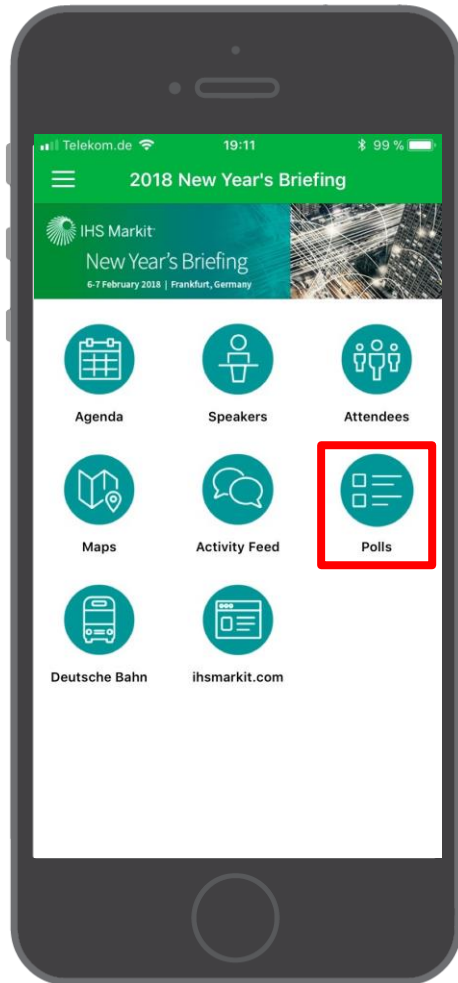 Telekom.de 19:11 99 %
2018 New Year's Briefing
IHS Markit
New Year's Briefing
6-7 February 2018 | Frankfurt, Germany
Agenda Speakers Attendees
Maps Activity Feed Polls
Deutsche Bahn ihsmarkit.com